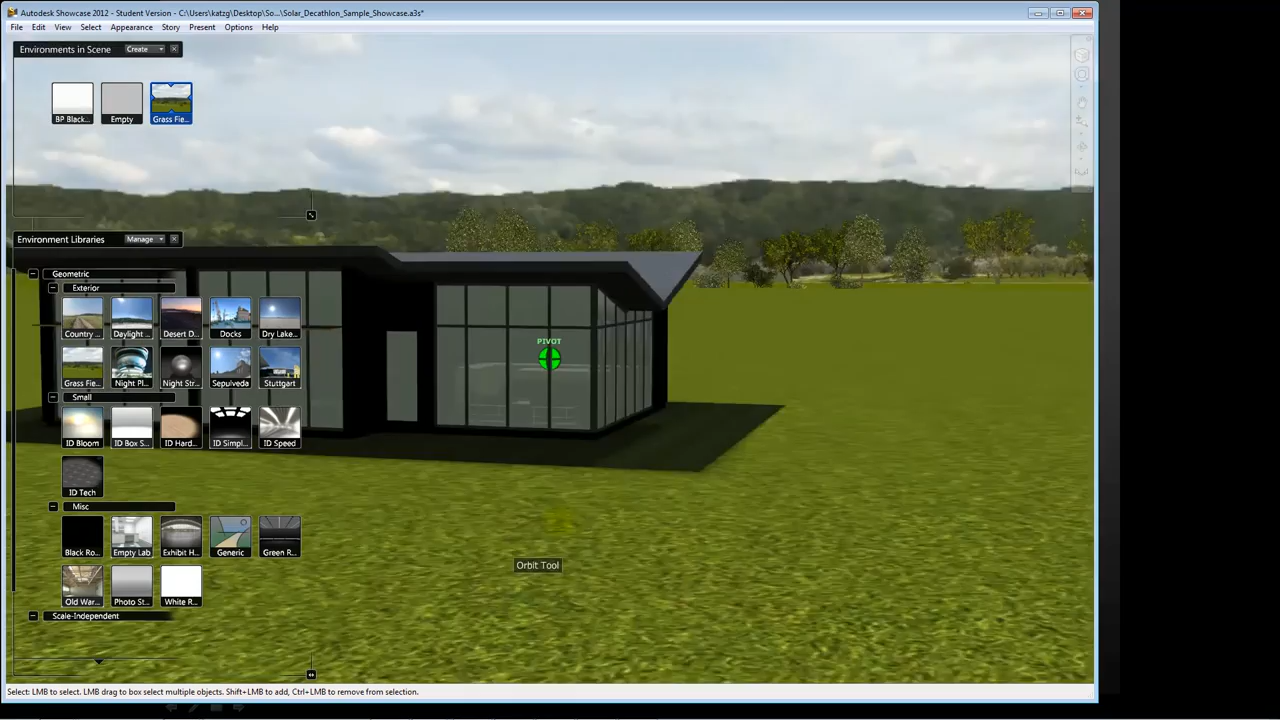 Autodesk Showcase 2012 - Student Version - C:\Users\katzg\Desktop\So...\Solar_Decathlon_Sample_Showcase.a3s*
File Edit View Select Appearance Story Present Options Help
Environments in Scene Create
BP Black... Empty Grass Fie...
Environment Libraries Manage
Geometric
Exterior
Country ... Daylight ... Desert D... Docks Dry Lake...
PIVOT
Grass Fie... Night Pl... Night Str... Sepulveda Stuttgart
Small
ID Bloom ID Box S... ID Hard... ID Simpl... ID Speed
ID Tech
Misc
Black Ro... Empty Lab Exhibit H... Generic Green R...
Orbit Tool
Old War... Photo St... White R...
Scale-Independent
Select: LMB to select. LMB drag to box select multiple objects. Shift+LMB to add, Ctrl+LMB to remove from selection.